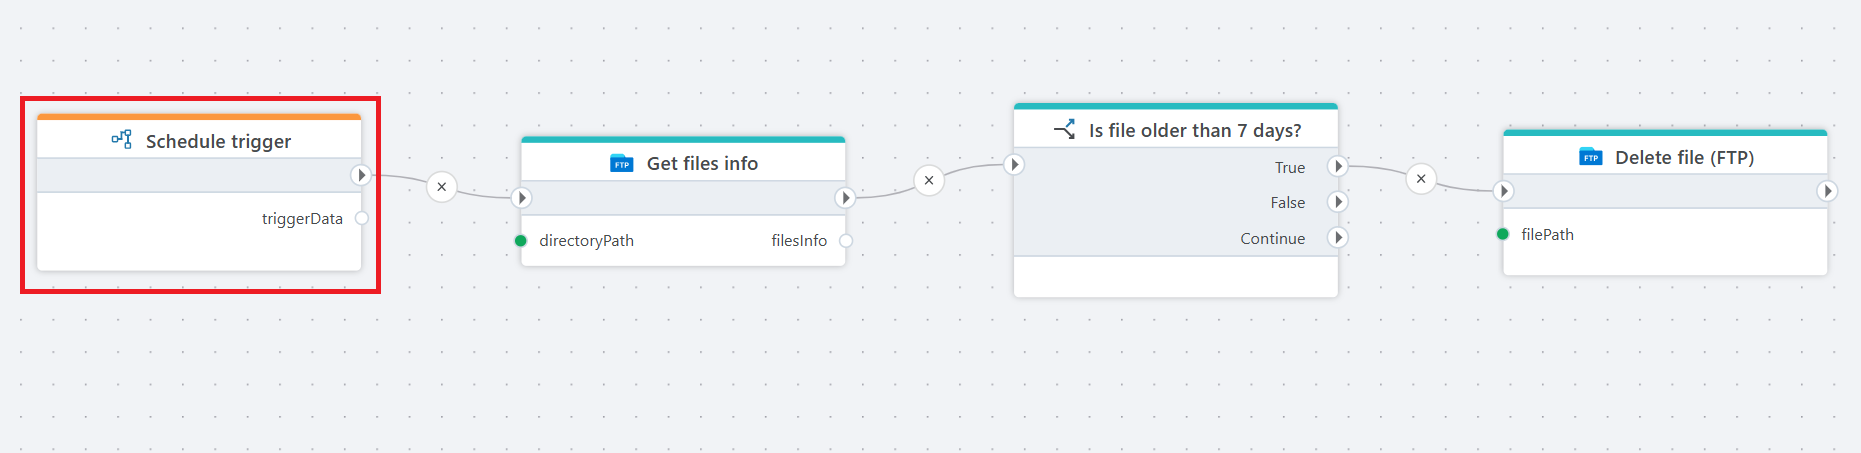 Schedule trigger
triggerData
FTP
Get files info
directoryPath
filesInfo
Is file older than 7 days?
True
False
Continue
FTP
Delete file (FTP)
filePath